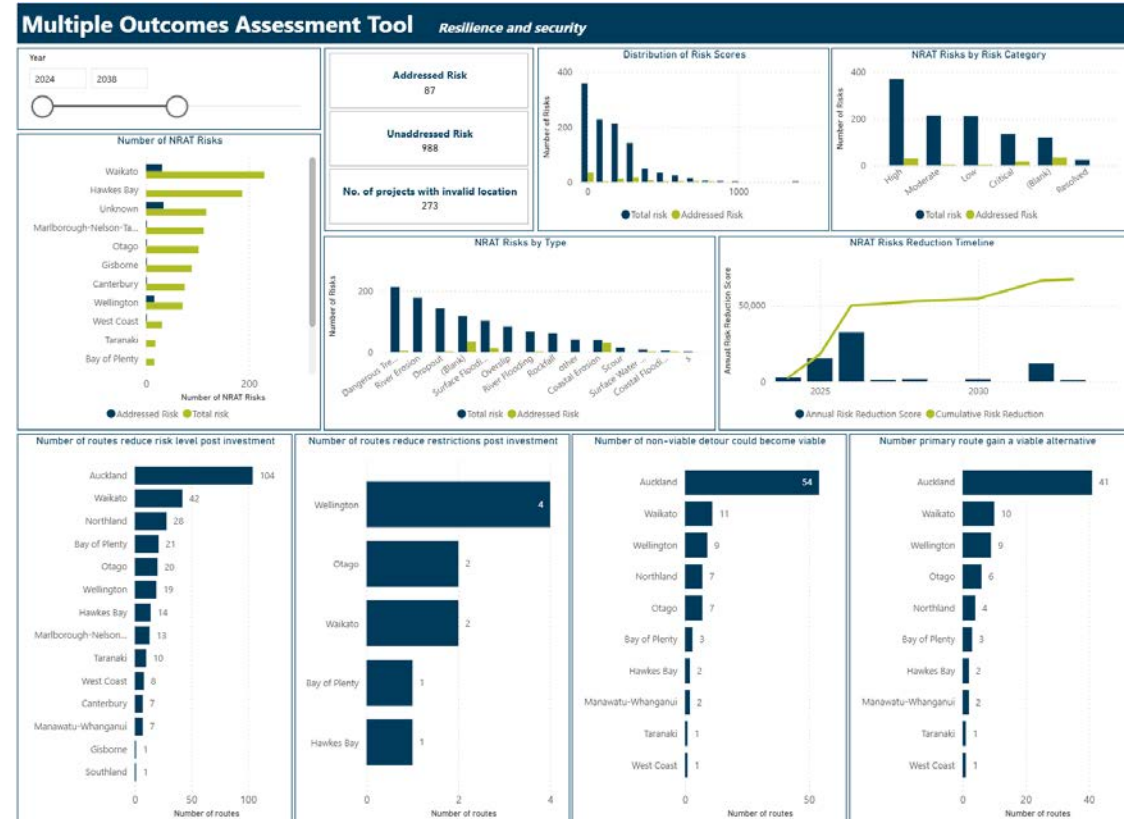 Multiple Outcomes Assessment Tool Resilience and security
Year
2024 2038
Addressed Risk
87
Unaddressed Risk
988
No. of projects with invalid location
273
Distribution of Risk Scores
Number of Risks
400
200
0
0 1000
Total risk Addressed Risk
NRAT Risks by Risk Category
Number of Risks
400
200
0
High Moderate Low Critical (Blank) Resolved
Total risk Addressed Risk
Number of NRAT Risks
Waikato
Hawkes Bay
Unknown
Marlborough-Nelson-Ta...
Otago
Gisborne
Canterbury
Wellington
West Coast
Taranaki
Bay of Plenty
0 200
Number of NRAT Risks
Addressed Risk Total risk
NRAT Risks by Type
Number of Risks
200
0
Dangerous Tre... River Erosion Dropout (Blank) Surface Floodi... Overslip River Flooding Rockfall other Coastal Erosion Scour Surface Water ... Coastal Floodi... s
Total risk Addressed Risk
NRAT Risks Reduction Timeline
Annual Risk Reduction Score
50,000
0
2025 2030
Annual Risk Reduction Score Cumulative Risk Reduction
Number of routes reduce risk level post investment
Auckland 104
Waikato 42
Northland 28
Bay of Plenty 21
Otago 20
Wellington 19
Hawkes Bay 14
Marlborough-Nelson... 13
Taranaki 10
West Coast 8
Canterbury 7
Manawatu-Whanganui 7
Gisborne 1
Southland 1
0 50 100
Number of routes
Number of routes reduce restrictions post investment
Wellington 4
Otago 2
Waikato 2
Bay of Plenty 1
Hawkes Bay 1
0 2 4
Number of routes
Number of non-viable detour could become viable
Auckland 54
Waikato 11
Wellington 9
Northland 7
Otago 7
Bay of Plenty 3
Hawkes Bay 2
Manawatu-Whanganui 2
Taranaki 1
West Coast 1
0 50
Number of routes
Number primary route gain a viable alternative
Auckland 41
Waikato 10
Wellington 9
Otago 6
Northland 4
Bay of Plenty 3
Hawkes Bay 2
Manawatu-Whanganui 2
Taranaki 1
West Coast 1
0 20 40
Number of routes